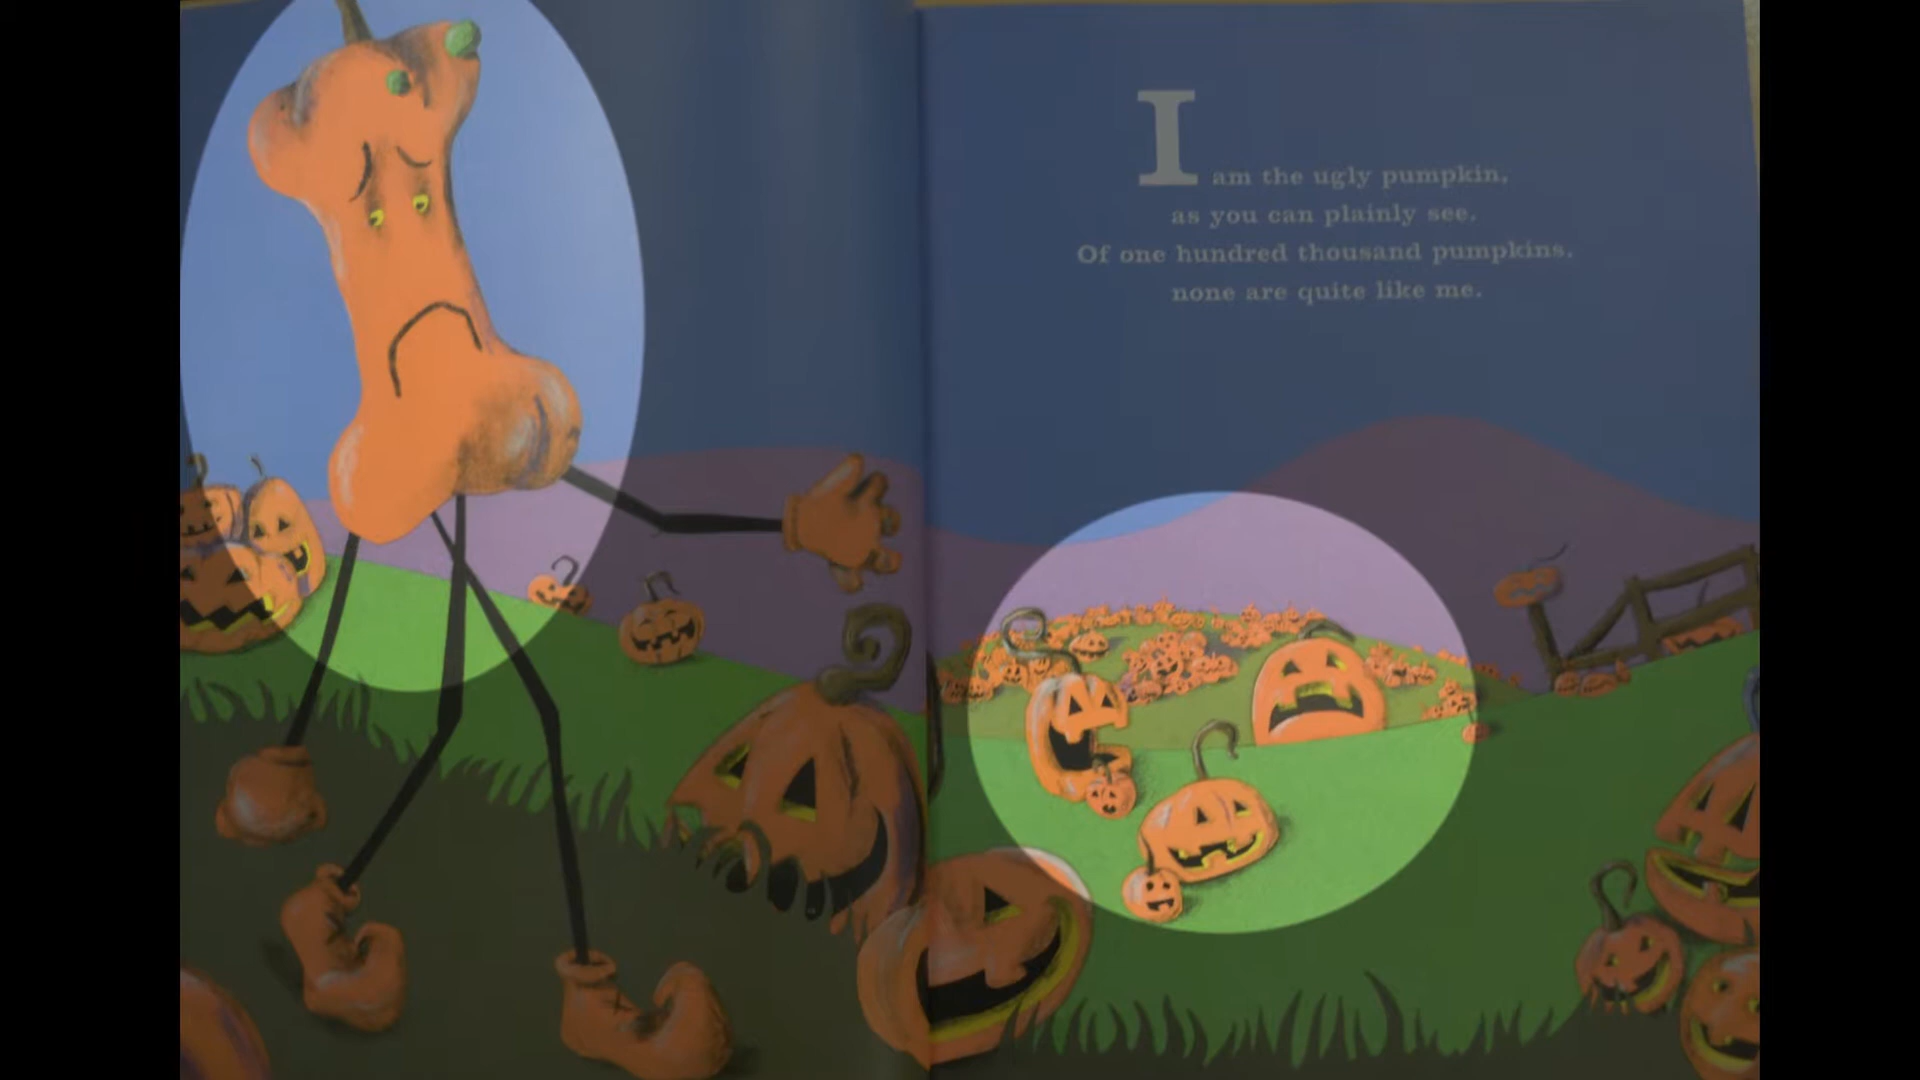 I am the ugly pumpkin,
as you can plainly see.
Of one hundred thousand pumpkins,
none are quite like me.